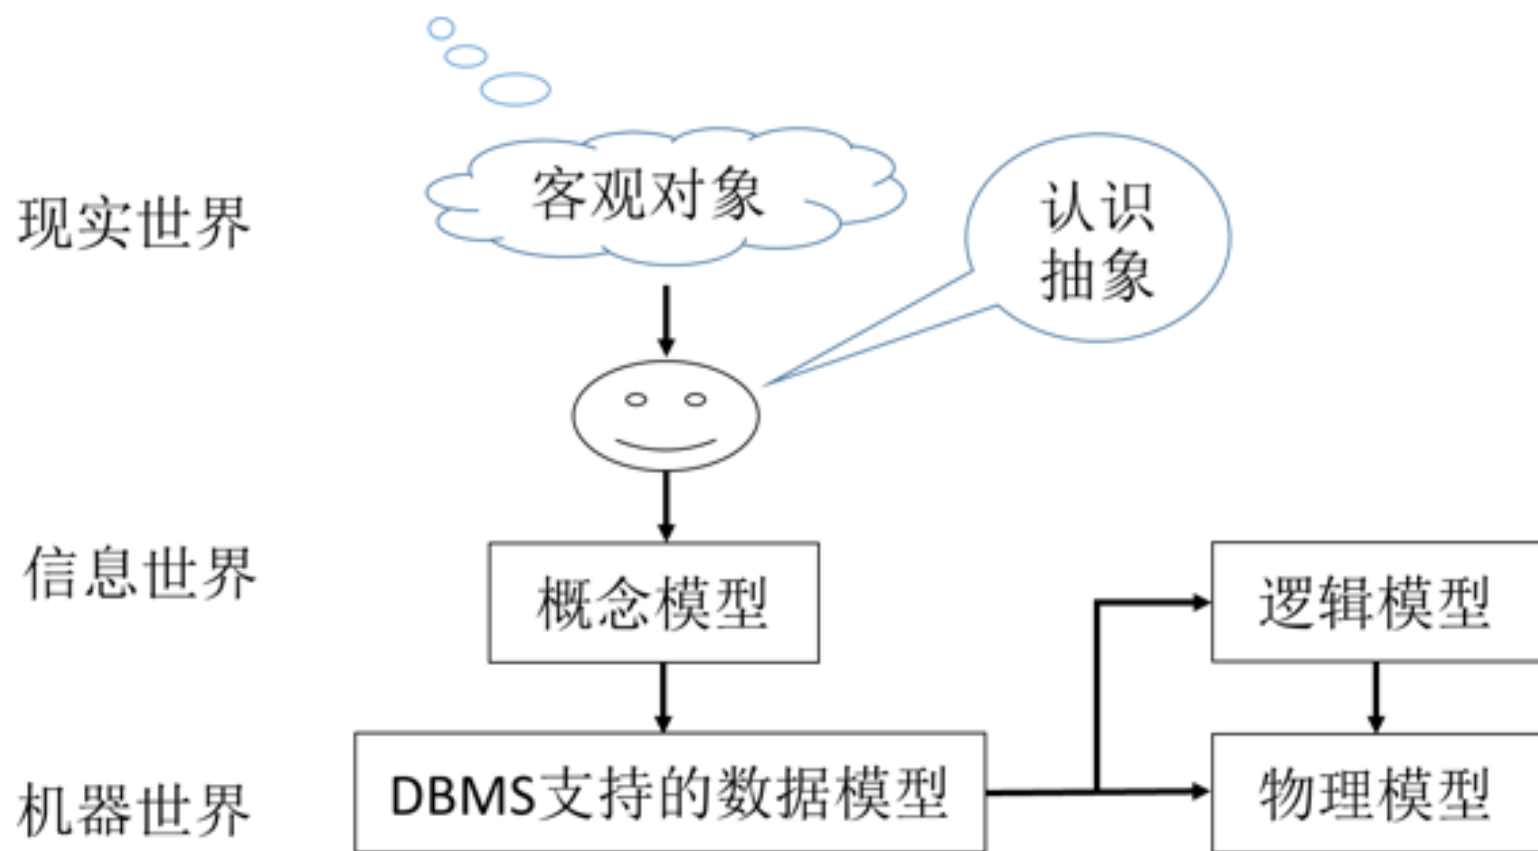 现实世界
客观对象
认识
抽象
信息世界
概念模型
逻辑模型
机器世界
DBMS支持的数据模型
物理模型